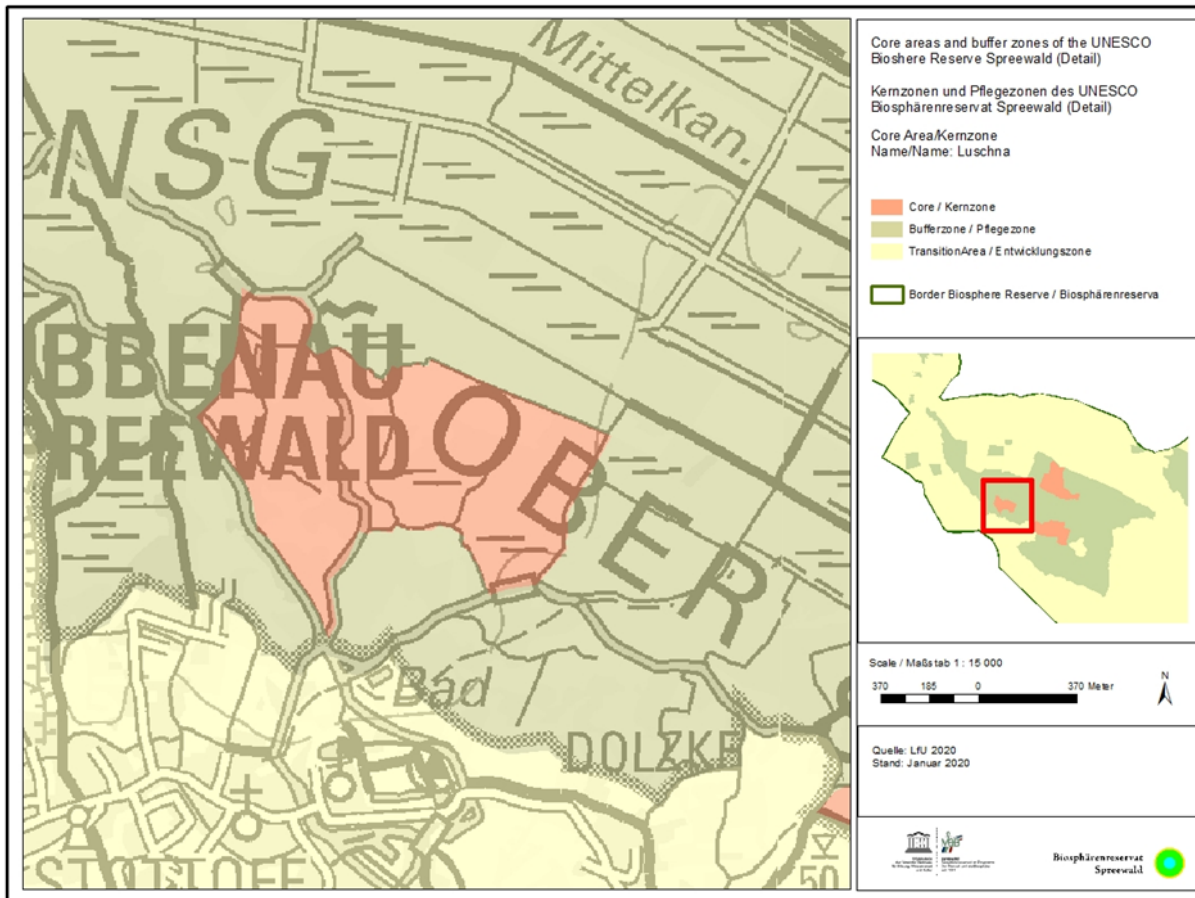 Mittelkan.
NSG
BBENAU
REEWALD
OBER
Bad
DOLZKE
STOTTOFF
50
Core areas and buffer zones of the UNESCO
Bioshere Reserve Spreewald (Detail)
Kernzonen und Pflegezonen des UNESCO
Biosphärenreservat Spreewald (Detail)
Core Area/Kernzone
Name/Name: Luschna
Core / Kernzone
Bufferzone / Pflegezone
TransitionArea / Entwicklungszone
Border Biosphere Reserve / Biosphärenreserva
Scale / Maßstab 1 : 15 000
370 185 0 370 Meter
N
Quelle: LfU 2020
Stand: Januar 2020
Biosphärenreservat
Spreewald